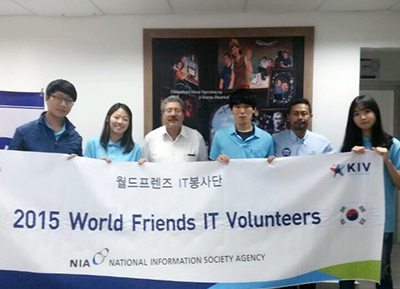 월드프렌즈 IT봉사단
KIV
2015 World Friends IT Volunteers
NIA NATIONAL INFORMATION SOCIETY AGENCY